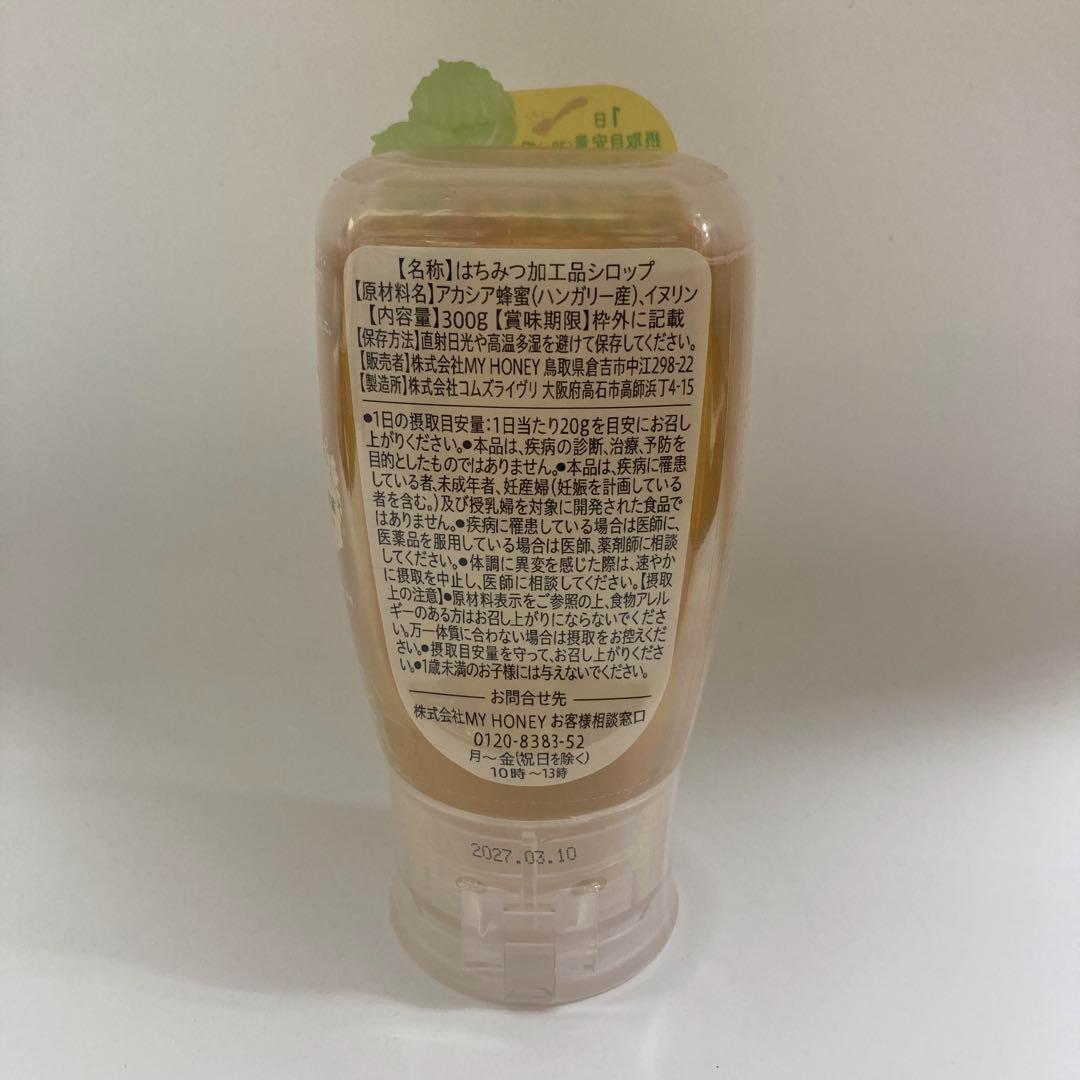 1日
摂取目安量
【名称】はちみつ加工品シロップ
【原材料名】アカシア蜂蜜(ハンガリー産)、イヌリン
【内容量】300g【賞味期限】枠外に記載
【保存方法】直射日光や高温多湿を避けて保存してください。
【販売者】株式会社MY HONEY 鳥取県倉吉市中江298-22
【製造所】株式会社コムズライヴリ 大阪府高石市高師浜丁4-15
●1日の摂取目安量:1日当たり20gを目安にお召し
上がりください。●本品は、疾病の診断、治療、予防を
目的としたものではありません。●本品は、疾病に罹患
している者、未成年者、妊産婦(妊娠を計画している
者を含む。)及び授乳婦を対象に開発された食品で
はありません。●疾病に罹患している場合は医師に、
医薬品を服用している場合は医師、薬剤師に相談
してください。●体調に異変を感じた際は、速やか
に摂取を中止し、医師に相談してください。【摂取
上の注意】●原材料表示をご参照の上、食物アレル
ギーのある方はお召し上がりにならないでくださ
い。万一体質に合わない場合は摂取をお控えくだ
さい。●摂取目安量を守って、お召し上がりくださ
い。●1歳未満のお子様には与えないでください。
お問合せ先
株式会社MY HONEY お客様相談窓口
0120-8383-52
月～金(祝日を除く)
10時～13時
2027.03.10